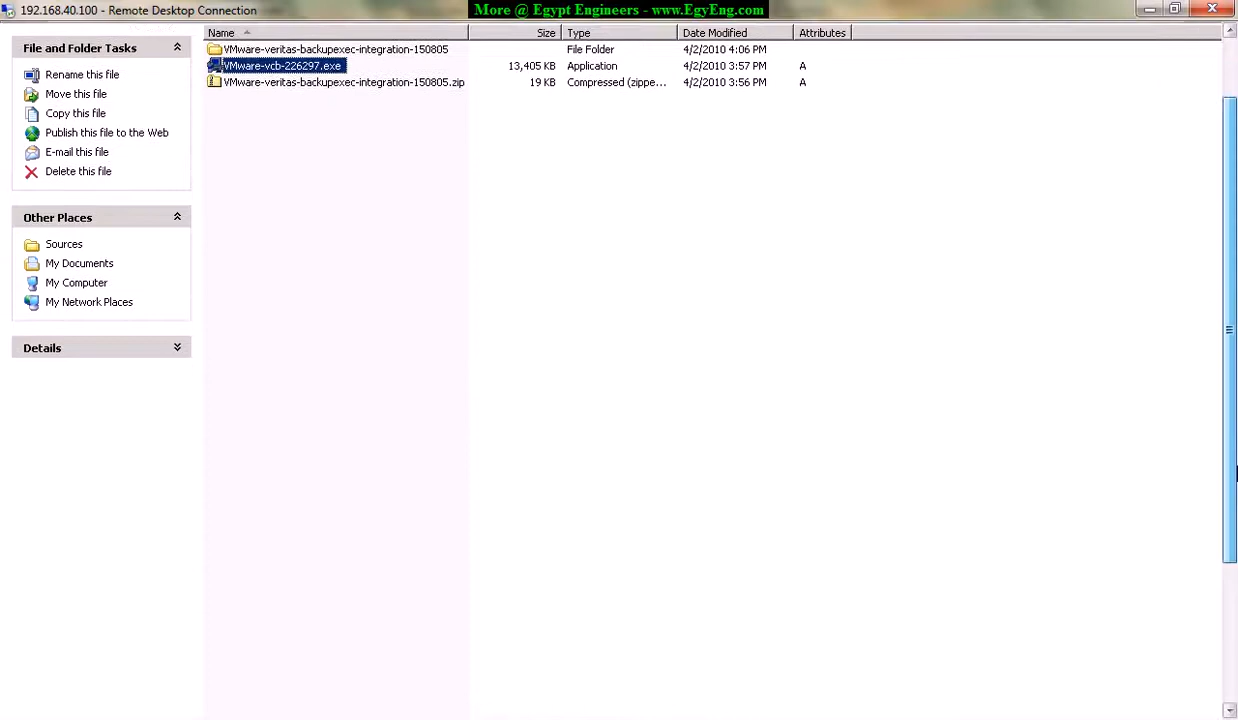 192.168.40.100 - Remote Desktop Connection
More @ Egypt Engineers - www.EgyEng.com
Name Size Type Date Modified Attributes
File and Folder Tasks
Rename this file
Move this file
Copy this file
Publish this file to the Web
E-mail this file
Delete this file
Other Places
Sources
My Documents
My Computer
My Network Places
Details
VMware-veritas-backupexec-integration-150805 File Folder 4/2/2010 4:06 PM
VMware-vcb-226297.exe 13,405 KB Application 4/2/2010 3:57 PM A
VMware-veritas-backupexec-integration-150805.zip 19 KB Compressed (zippe... 4/2/2010 3:56 PM A